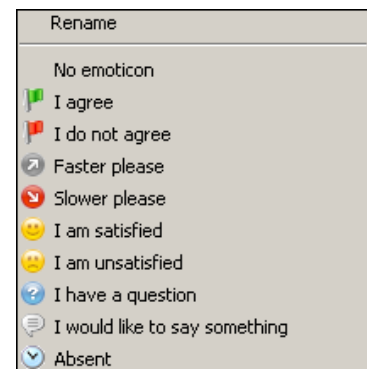 Rename
No emoticon
I agree
I do not agree
Faster please
Slower please
I am satisfied
I am unsatisfied
I have a question
I would like to say something
Absent